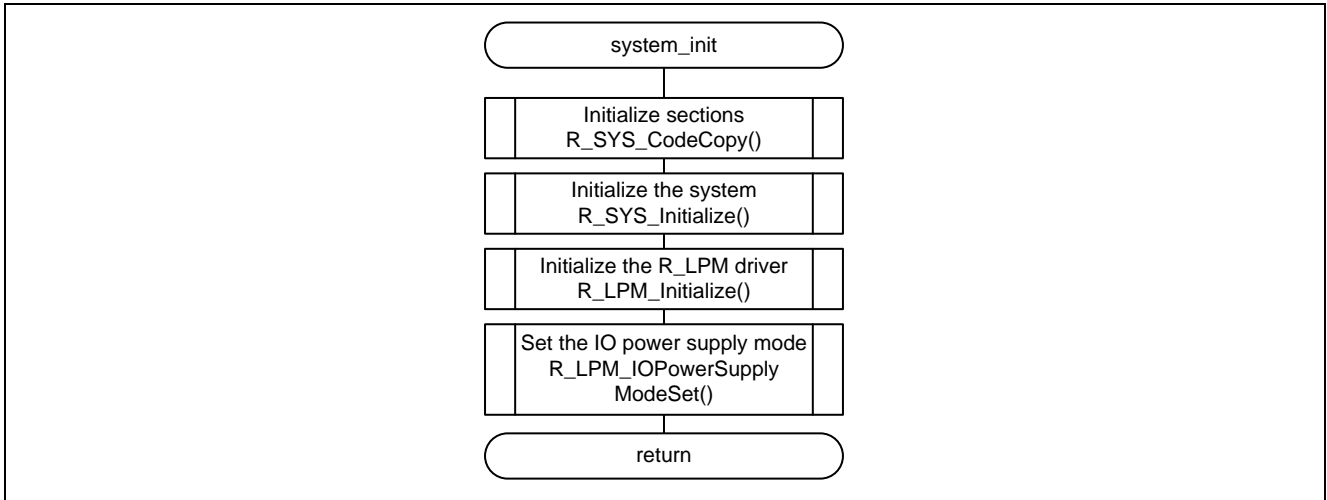 system_init
Initialize sections
R_SYS_CodeCopy()
Initialize the system
R_SYS_Initialize()
Initialize the R_LPM driver
R_LPM_Initialize()
Set the IO power supply mode
R_LPM_IOPowerSupply
ModeSet()
return